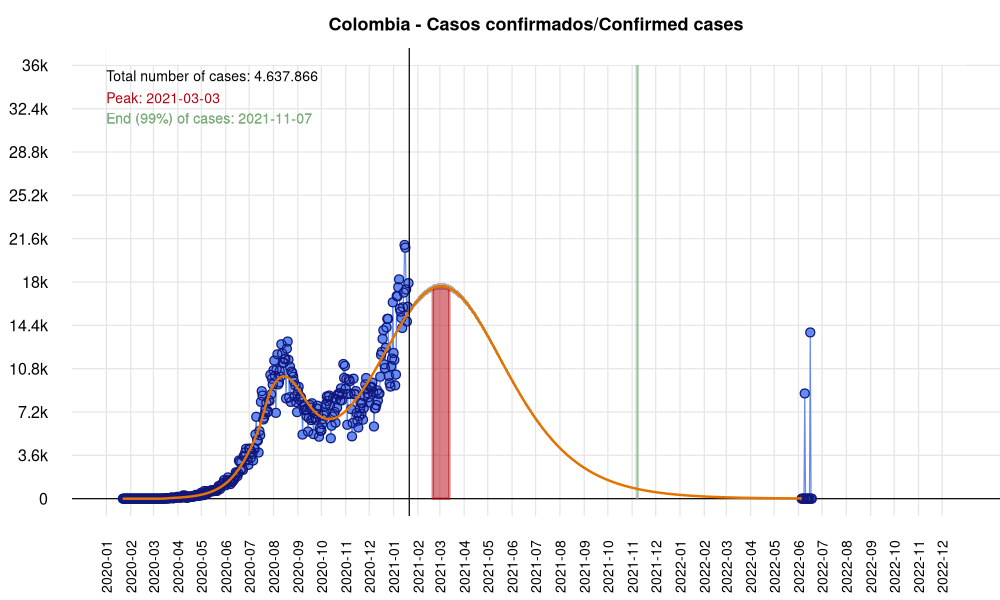 Colombia - Casos confirmados/Confirmed cases
Total number of cases: 4.637.866
Peak: 2021-03-03
End (99%) of cases: 2021-11-07
36k
32.4k
28.8k
25.2k
21.6k
18k
14.4k
10.8k
7.2k
3.6k
0
2020-01
2020-02
2020-03
2020-04
2020-05
2020-06
2020-07
2020-08
2020-09
2020-10
2020-11
2020-12
2021-01
2021-02
2021-03
2021-04
2021-05
2021-06
2021-07
2021-08
2021-09
2021-10
2021-11
2021-12
2022-01
2022-02
2022-03
2022-04
2022-05
2022-06
2022-07
2022-08
2022-09
2022-10
2022-11
2022-12